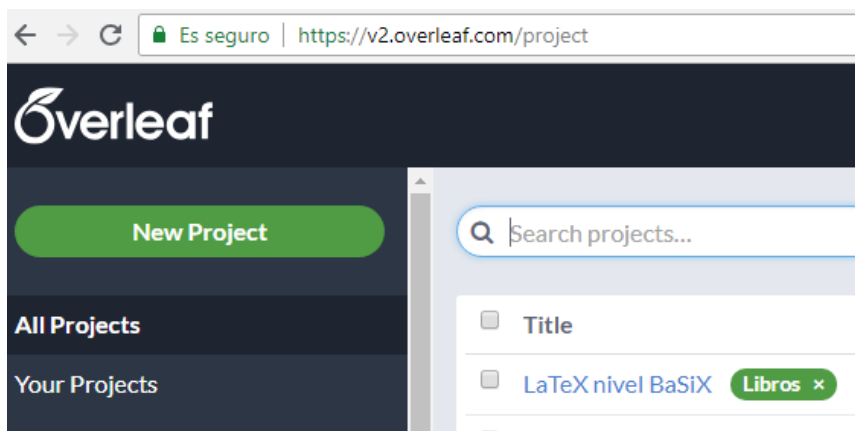 Es seguro | https://v2.overleaf.com/project
Overleaf
New Project
Search projects...
All Projects
Title
Your Projects
LaTeX nivel BaSiX Libros ×